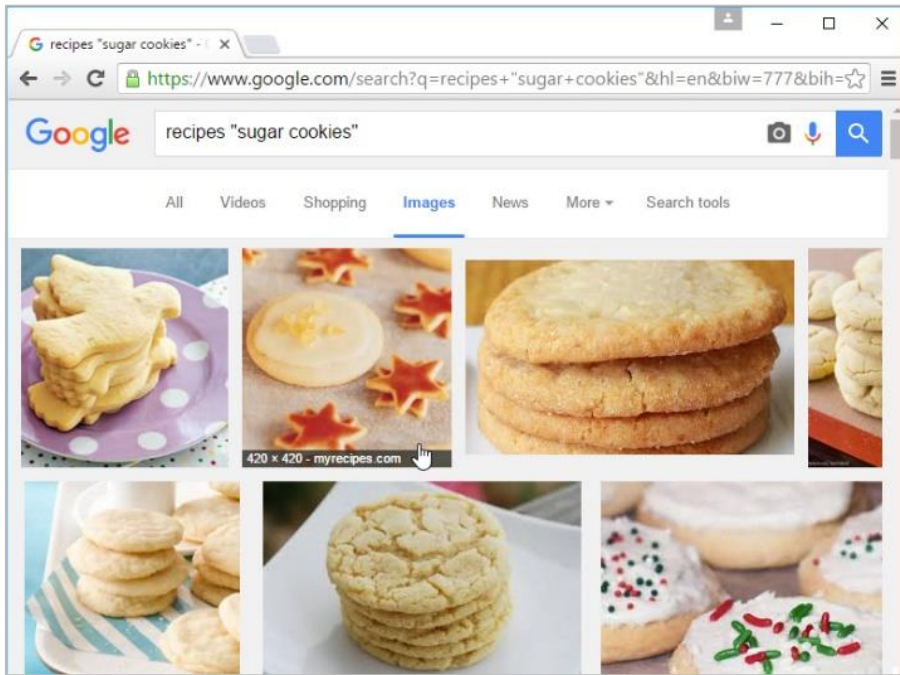 recipes "sugar cookies" -
https://www.google.com/search?q=recipes+"sugar+cookies"&hl=en&biw=777&bih=
Google
recipes "sugar cookies"
All Videos Shopping Images News More Search tools
420 × 420 - myrecipes.com